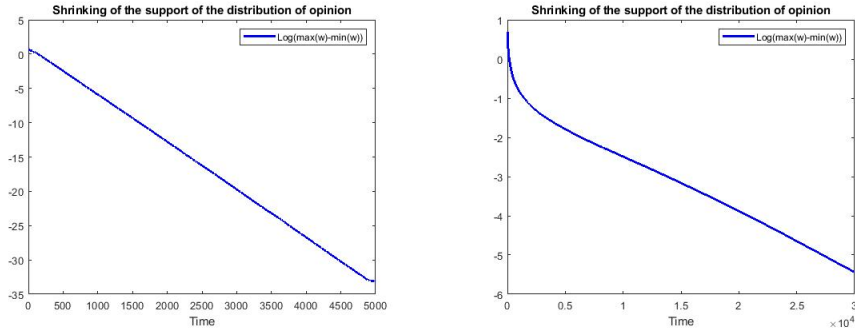 Shrinking of the support of the distribution of opinion
Log(max(w)-min(w))
5
0
-5
-10
-15
-20
-25
-30
-35
0 500 1000 1500 2000 2500 3000 3500 4000 4500 5000
Time
Shrinking of the support of the distribution of opinion
Log(max(w)-min(w))
1
0
-1
-2
-3
-4
-5
-6
0 0.5 1 1.5 2 2.5 3
×10^4
Time